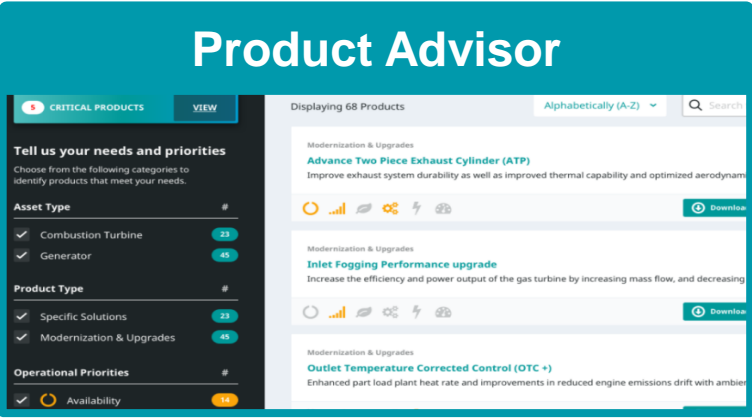 Product Advisor
5 CRITICAL PRODUCTS VIEW
Tell us your needs and priorities
Choose from the following categories to
identify products that meet your needs.
Asset Type #
Combustion Turbine 23
Generator 45
Product Type #
Specific Solutions 23
Modernization & Upgrades 45
Operational Priorities #
Availability 14
Displaying 68 Products Alphabetically (A-Z) Search
Modernization & Upgrades
Advance Two Piece Exhaust Cylinder (ATP)
Improve exhaust system durability as well as improved thermal capability and optimized aerodynam
Downloa
Modernization & Upgrades
Inlet Fogging Performance upgrade
Increase the efficiency and power output of the gas turbine by increasing mass flow, and decreasing
Downloa
Modernization & Upgrades
Outlet Temperature Corrected Control (OTC +)
Enhanced part load plant heat rate and improvements in reduced engine emissions drift with ambie